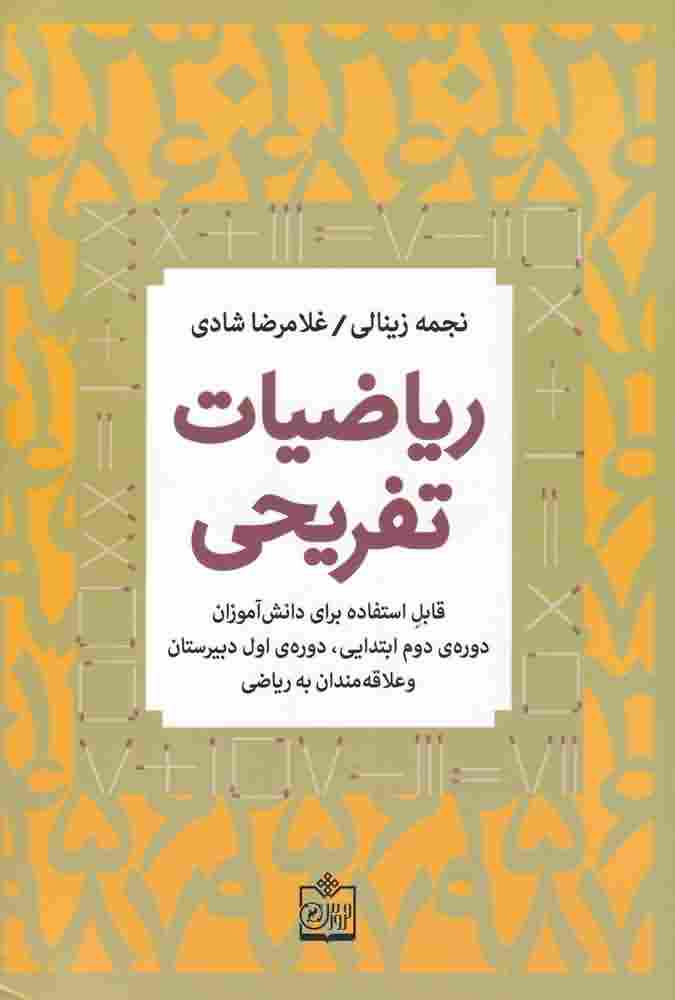 نجمه زینالی / غلامرضا شادی
ریاضیات
تفریحی
قابلِ استفاده برای دانش‌آموزان
دوره‌ی دوم ابتدایی، دوره‌ی اول دبیرستان
و علاقه‌مندان به ریاضی